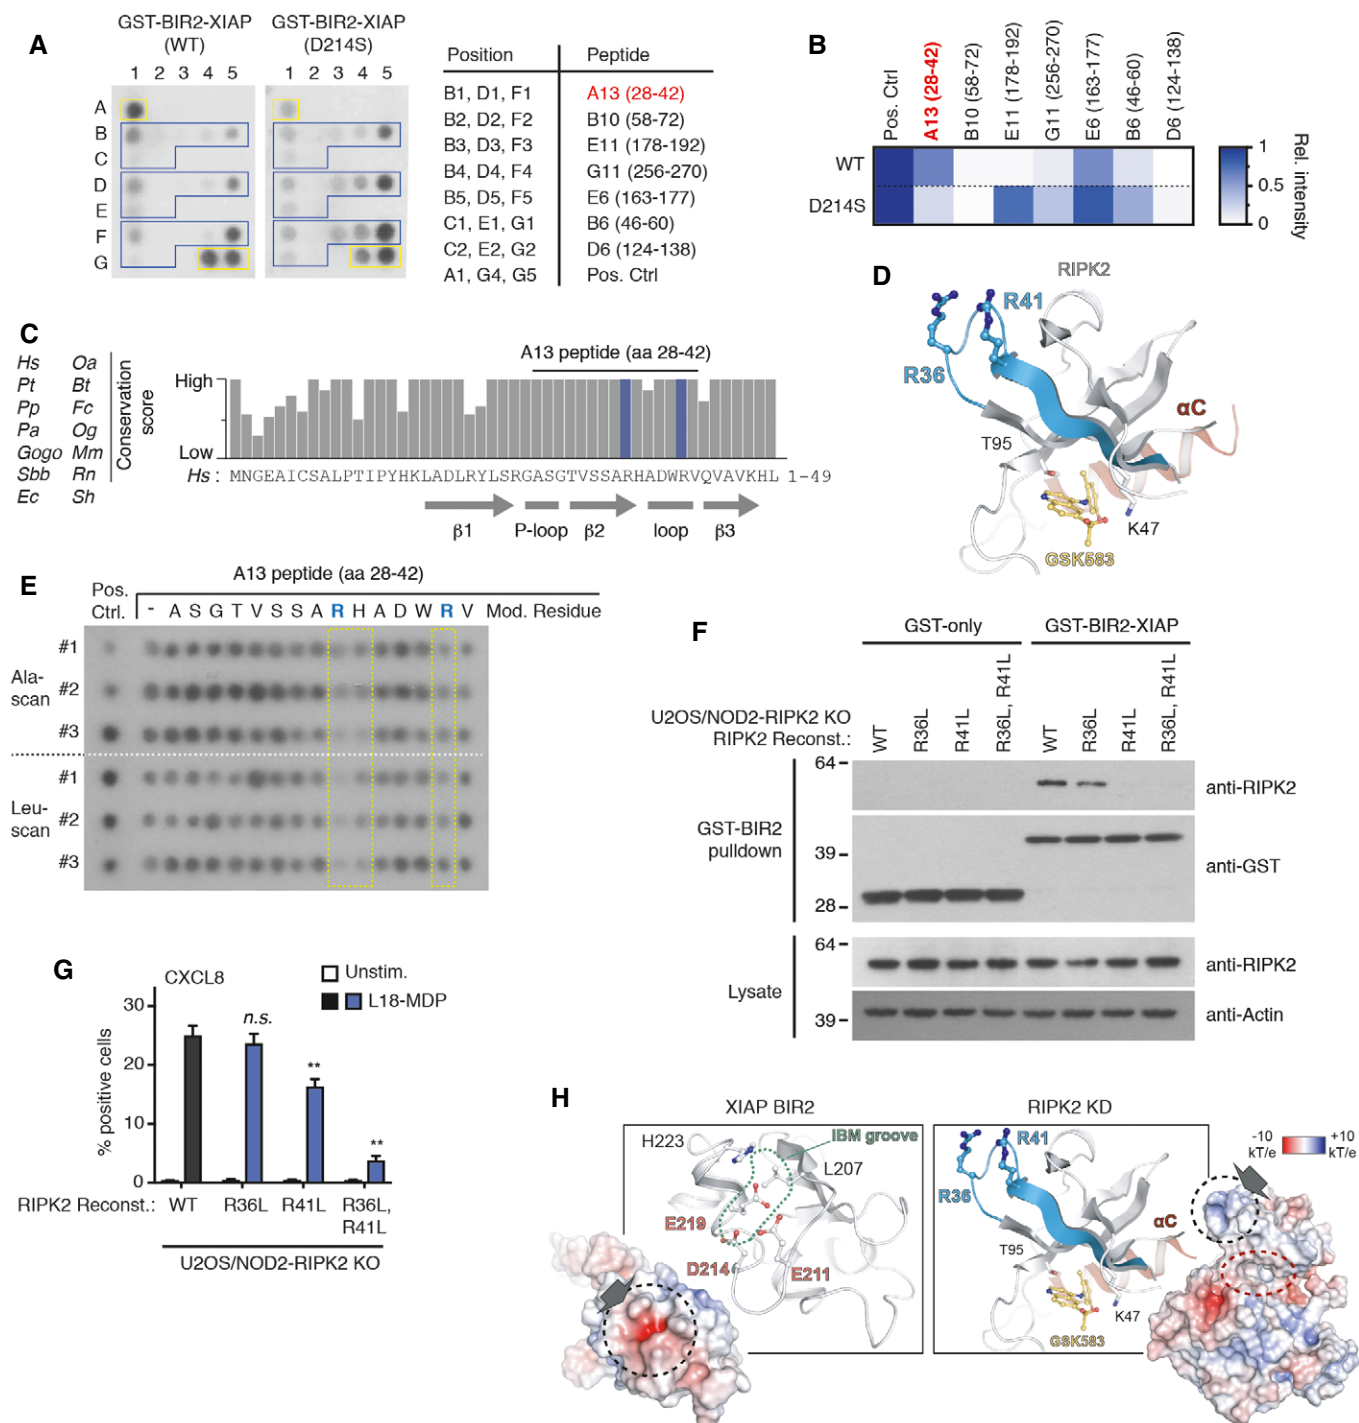 A
GST-BIR2-XIAP (WT)
GST-BIR2-XIAP (D214S)
1 2 3 4 5
1 2 3 4 5
A
B
C
D
E
F
G
Position Peptide
B1, D1, F1 A13 (28-42)
B2, D2, F2 B10 (58-72)
B3, D3, F3 E11 (178-192)
B4, D4, F4 G11 (256-270)
B5, D5, F5 E6 (163-177)
C1, E1, G1 B6 (46-60)
C2, E2, G2 D6 (124-138)
A1, G4, G5 Pos. Ctrl
B
Pos. Ctrl
A13 (28-42)
B10 (58-72)
E11 (178-192)
G11 (256-270)
E6 (163-177)
B6 (46-60)
D6 (124-138)
WT
D214S
1
0.5
0
Rel. intensity
C
Hs Oa
Pt Bt
Pp Fc
Pa Og
Gogo Mm
Sbb Rn
Ec Sh
Conservation score
High
Low
A13 peptide (aa 28-42)
Hs : MNGEAICSALPTIPYHKLADLRYLSRGASGTVSSARHADWRVQVAVKHL 1-49
β1 P-loop β2 loop β3
D
RIPK2
R41
R36
αC
T95
K47
GSK583
E
A13 peptide (aa 28-42)
Pos. Ctrl.
- A S G T V S S A R H A D W R V Mod. Residue
Ala-scan
#1
#2
#3
Leu-scan
#1
#2
#3
F
GST-only GST-BIR2-XIAP
U2OS/NOD2-RIPK2 KO
RIPK2 Reconst.:
WT
R36L
R41L
R36L, R41L
WT
R36L
R41L
R36L, R41L
GST-BIR2 pulldown
64
anti-RIPK2
39
28
anti-GST
Lysate
64
anti-RIPK2
39
anti-Actin
G
CXCL8
Unstim.
L18-MDP
% positive cells
30
20
10
0
n.s.
**
**
RIPK2 Reconst.: WT R36L R41L R36L, R41L
U2OS/NOD2-RIPK2 KO
H
XIAP BIR2
H223
IBM groove
L207
E219
D214
E211
RIPK2 KD
R41
R36
αC
T95
K47
GSK583
-10 kT/e
+10 kT/e